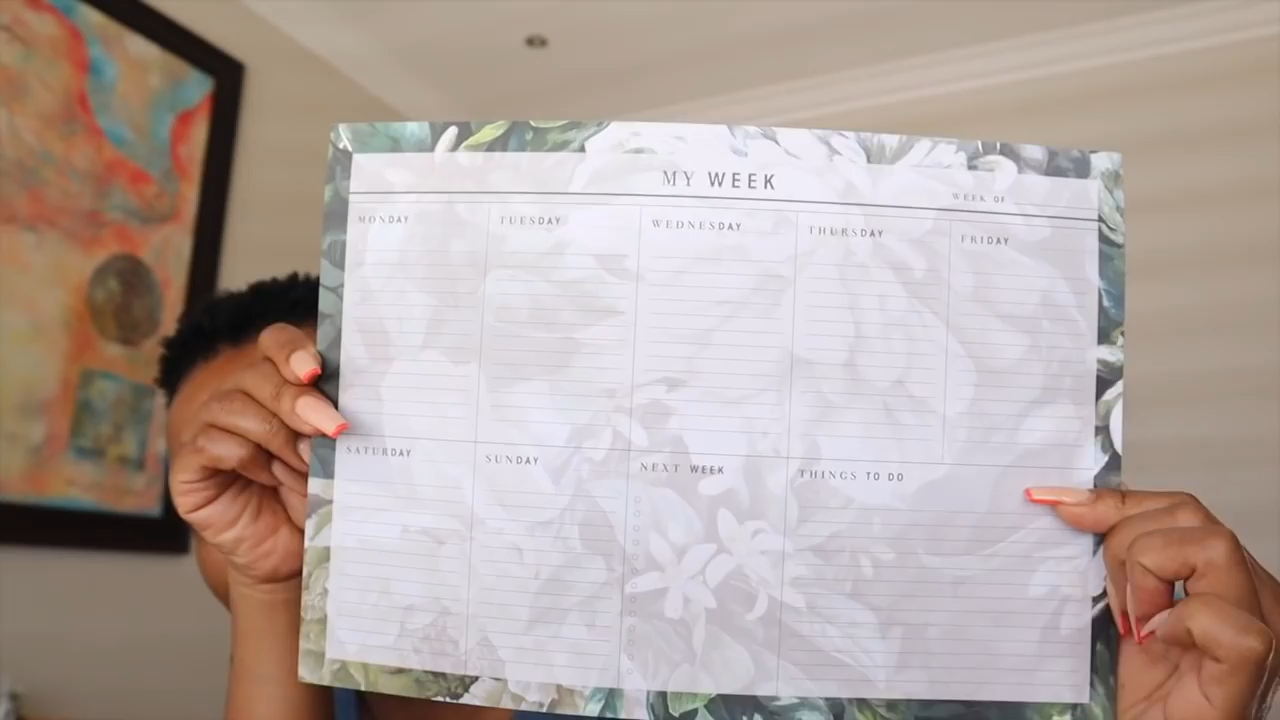 MY WEEK
WEEK OF
MONDAY
TUESDAY
WEDNESDAY
THURSDAY
FRIDAY
SATURDAY
SUNDAY
NEXT WEEK
THINGS TO DO